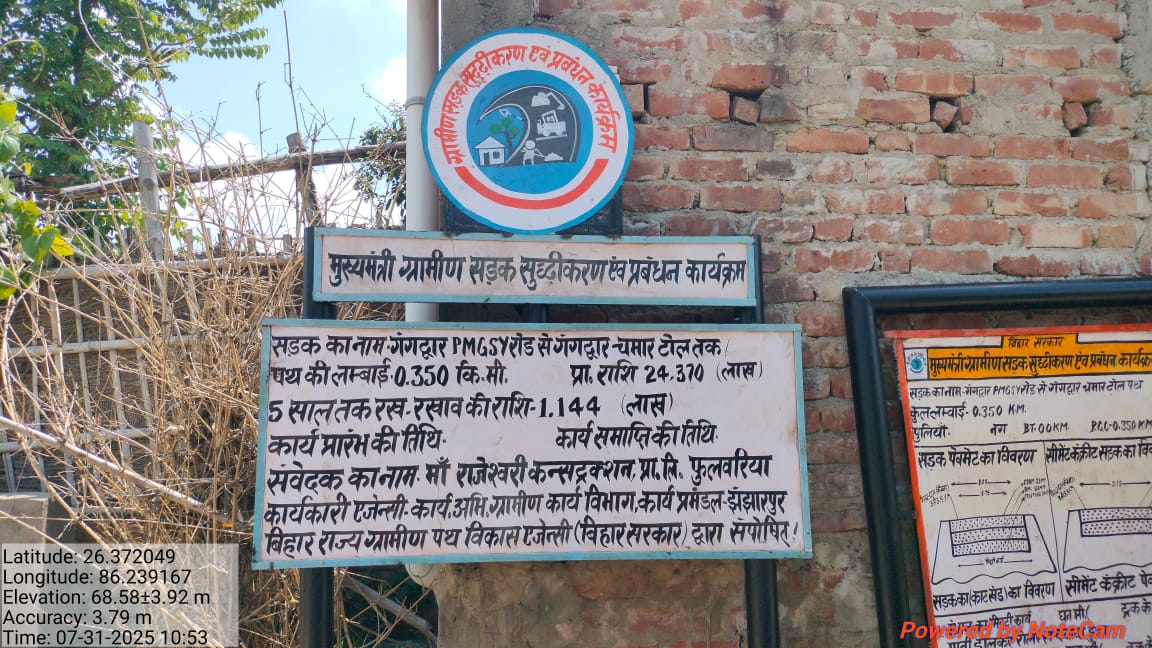 ग्रामीण सड़क सुदृढ़ीकरण एवं प्रबंधन कार्यक्रम
मुख्यमंत्री ग्रामीण सड़क सुदृढ़ीकरण एंव प्रबंधन कार्यक्रम
सड़क का नाम-गंगद्वार PMGSY रोड से गंगद्वार चमार टोल तक/
पथ की लम्बाई-0.350 कि.मी. प्रा. राशि 24.370 (लाख)
5 साल तक रख-रखाव की राशि-1.144 (लाख)
कार्य प्रारंभ की तिथि- कार्य समाप्ति की तिथि-
संवेदक का नाम- माँ राजेश्वरी कन्सट्रक्शन, प्रा.लि. फुलवरिया
कार्यकारी एजेन्सी-कार्य.अभि.ग्रामीण कार्य विभाग,कार्य प्रमंडल-झंझारपुर
बिहार राज्य ग्रामीण पथ विकास एजेन्सी (बिहार सरकार) द्वारा संपोषित!
बिहार सरकार
मुख्यमंत्री ग्रामीण सड़क सुदृढ़ीकरण एंव प्रबंधन कार्यक्र
सड़क का नाम-गंगद्वार PMGSY रोड से गंगद्वार चमार टोल पथ
कुल लम्बाई- 0.350 KM.
पुलियाँ- नग BT-00KM. P.C.C-0.350 KM
सड़क पेवमेंट का विवरण सीमेंट कंक्रीट सड़क का विव
सड़क का (काट सेड) का विवरण सीमेंट कंक्रीट पे
Latitude: 26.372049
Longitude: 86.239167
Elevation: 68.58±3.92 m
Accuracy: 3.79 m
Time: 07-31-2025 10:53
Powered by NoteCam